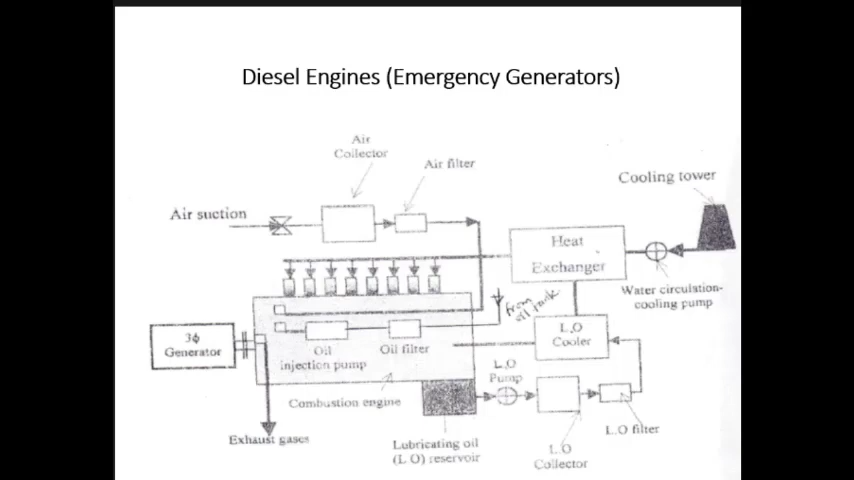 Diesel Engines (Emergency Generators)
Air
Collector
Air filter
Cooling tower
Air suction
Heat
Exchanger
Water circulation-
cooling pump
from
oil tank
3ϕ
Generator
Oil
injection pump
Oil filter
L.O
Cooler
L.O
Pump
Combustion engine
Exhaust gases
Lubricating oil
(L O) reservoir
L.O
Collector
L.O filter